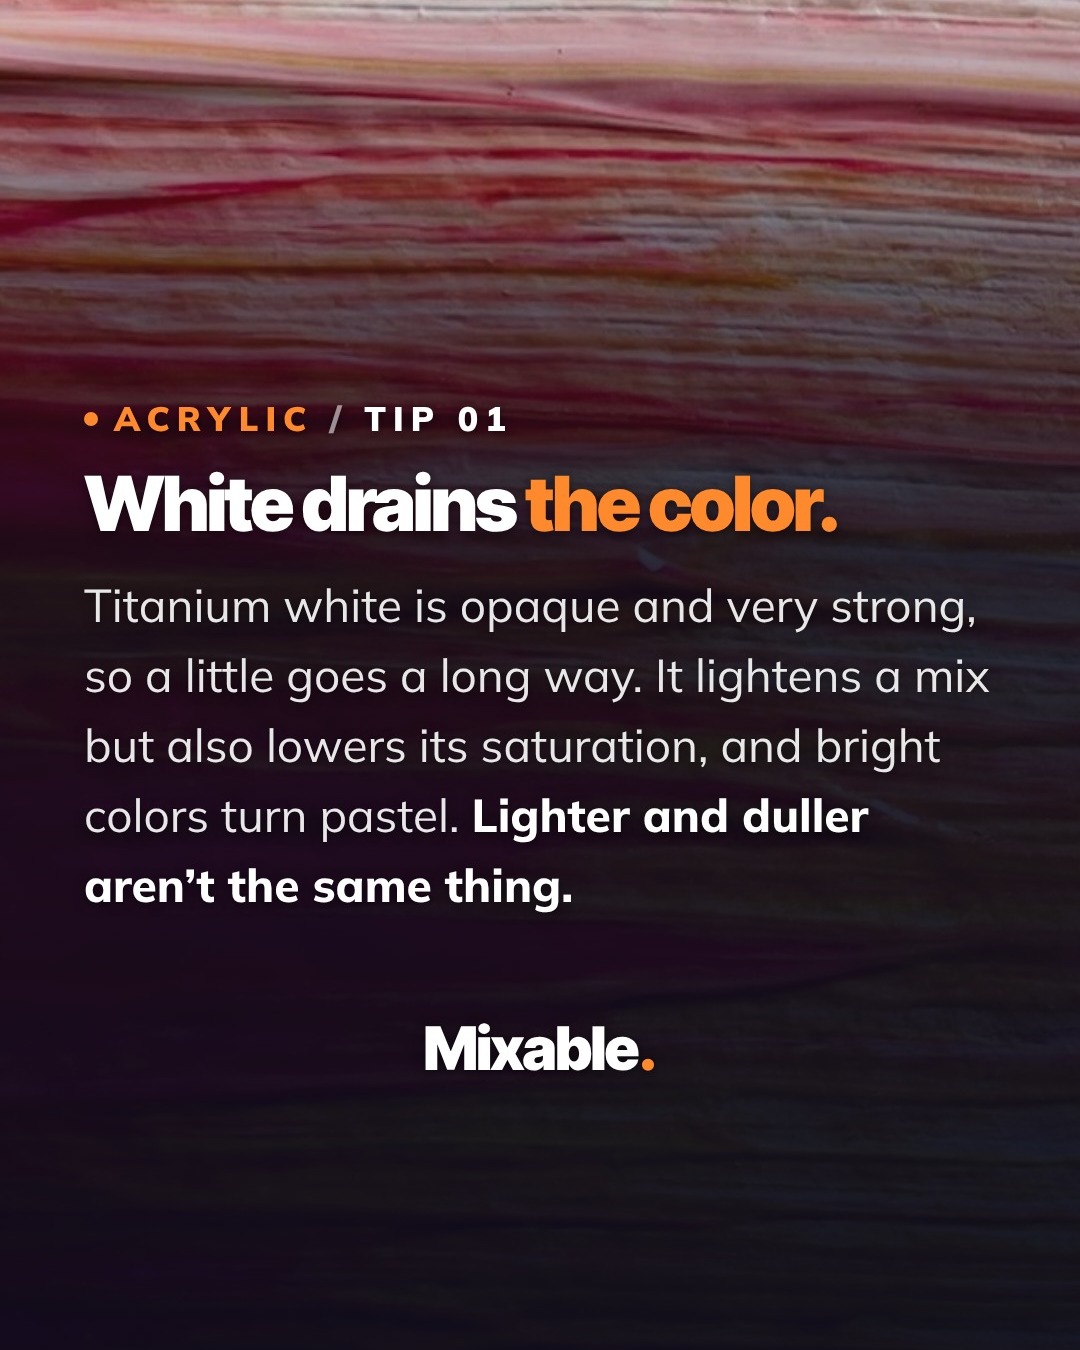 • ACRYLIC / TIP 01
White drains the color.
Titanium white is opaque and very strong,
so a little goes a long way. It lightens a mix
but also lowers its saturation, and bright
colors turn pastel. Lighter and duller
aren’t the same thing.
Mixable.